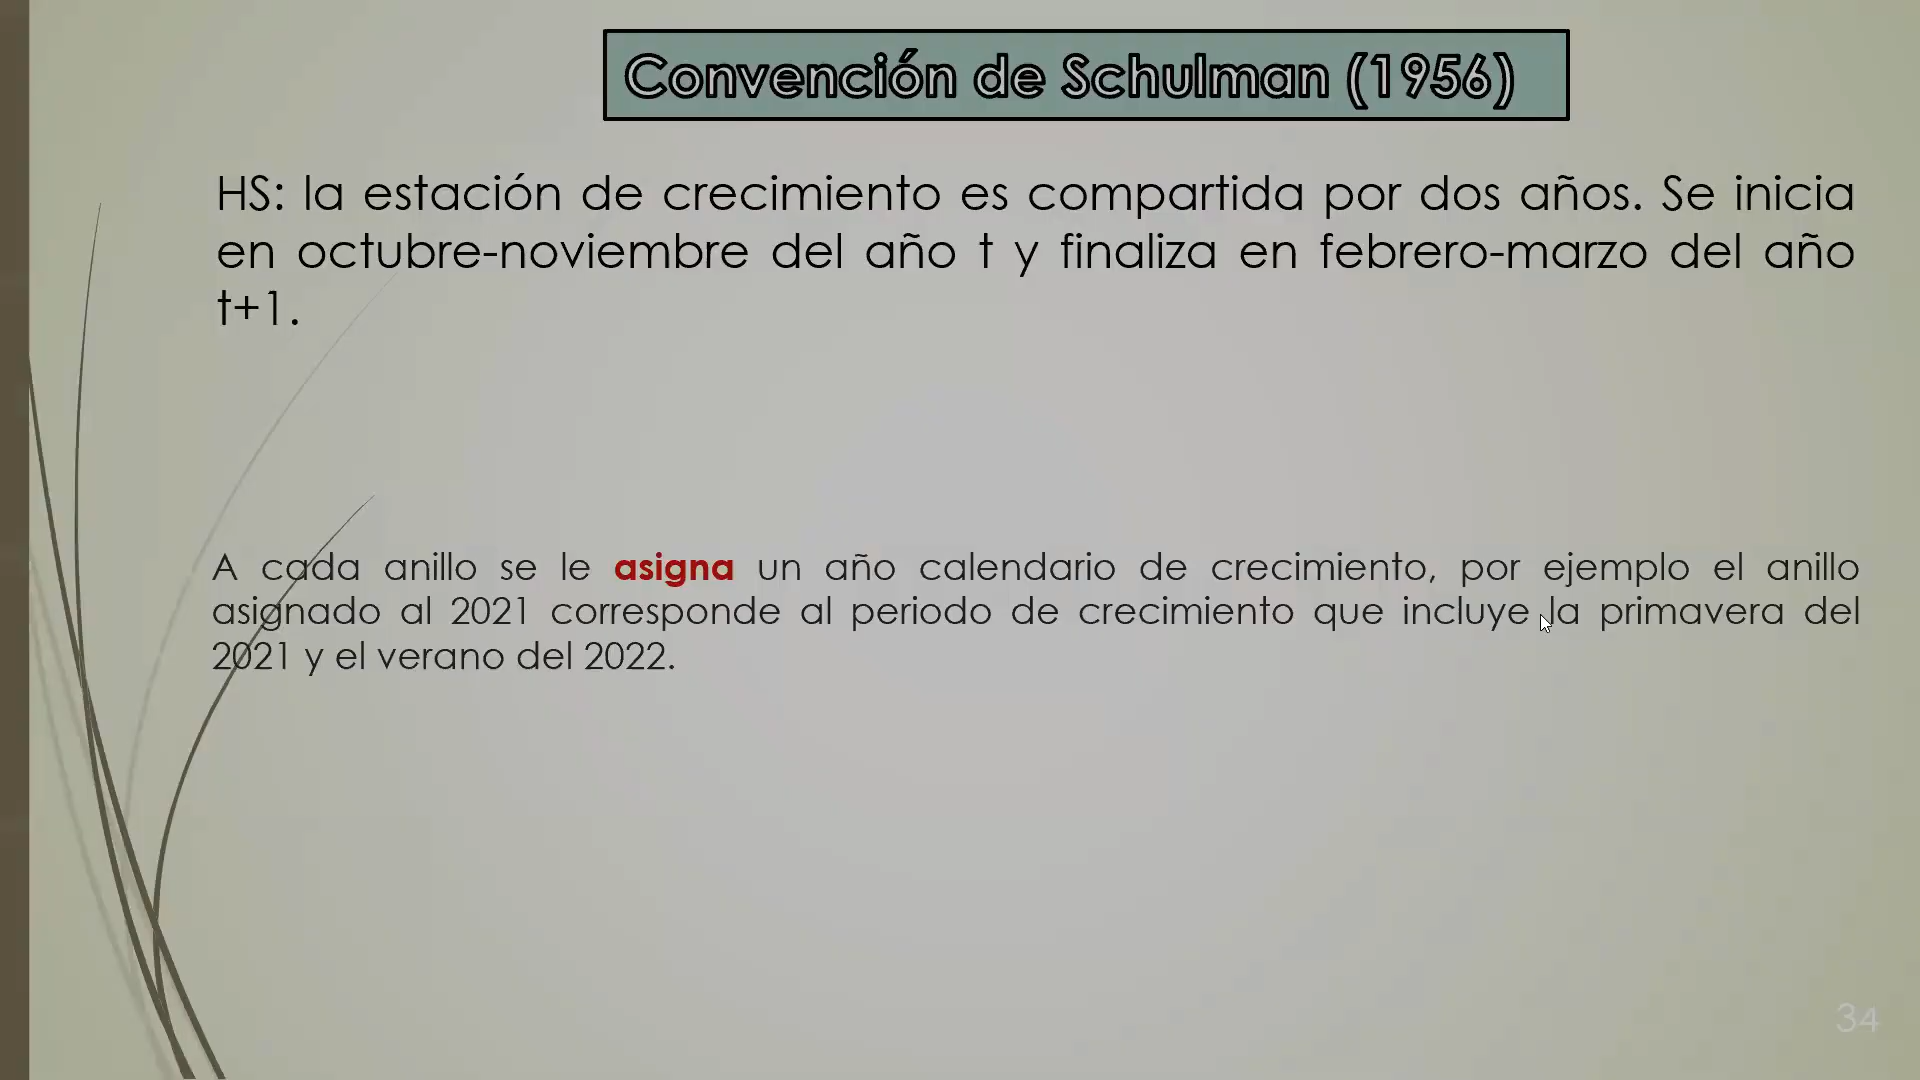 Convención de Schulman (1956)
HS: la estación de crecimiento es compartida por dos años. Se inicia
en octubre-noviembre del año t y finaliza en febrero-marzo del año
t+1.
A cada anillo se le asigna un año calendario de crecimiento, por ejemplo el anillo
asignado al 2021 corresponde al periodo de crecimiento que incluye la primavera del
2021 y el verano del 2022.
34